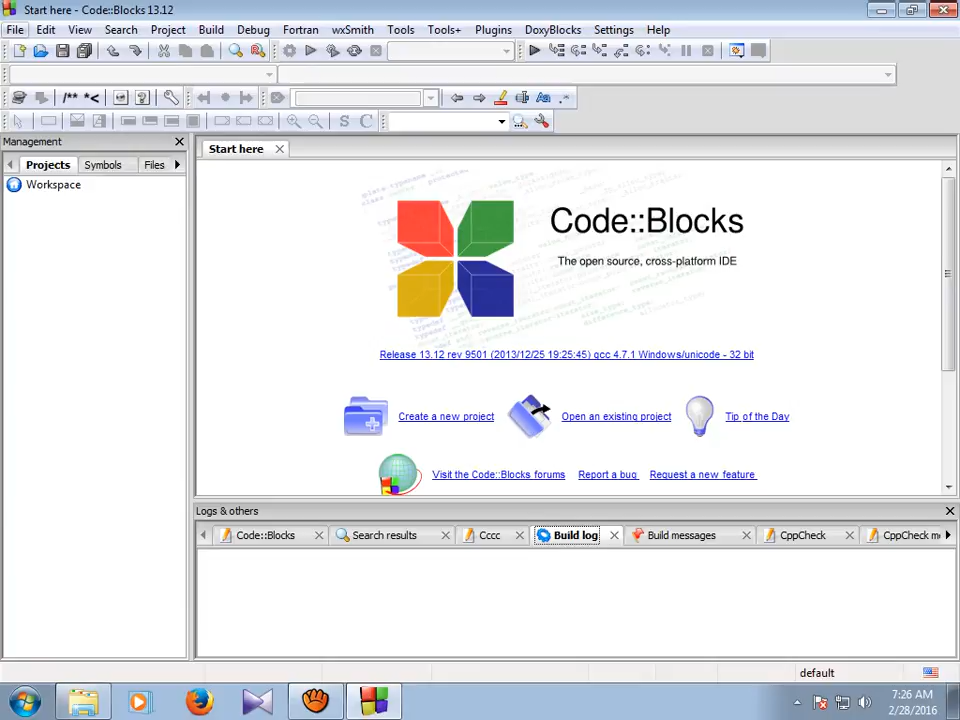 Start here - Code::Blocks 13.12
File Edit View Search Project Build Debug Fortran wxSmith Tools Tools+ Plugins DoxyBlocks Settings Help
/** *<
S C
Management
Projects Symbols Files
Workspace
Start here
Code::Blocks
The open source, cross-platform IDE
Release 13.12 rev 9501 (2013/12/25 19:25:45) gcc 4.7.1 Windows/unicode - 32 bit
Create a new project Open an existing project Tip of the Day
Visit the Code::Blocks forums Report a bug Request a new feature
Logs & others
Code::Blocks Search results Cccc Build log Build messages CppCheck CppCheck me
default
7:26 AM
2/28/2016